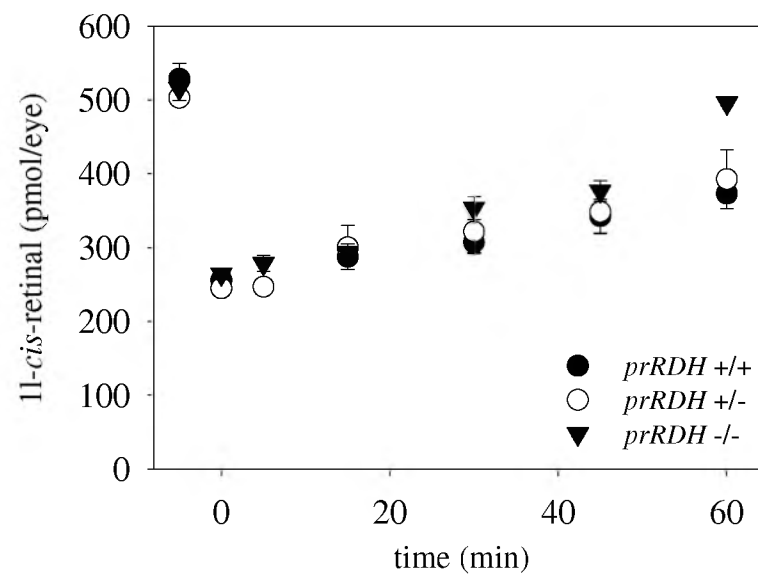 600
500
400
300
200
100
0
11-cis-retinal (pmol/eye)
prRDH +/+
prRDH +/-
prRDH -/-
0 20 40 60
time (min)